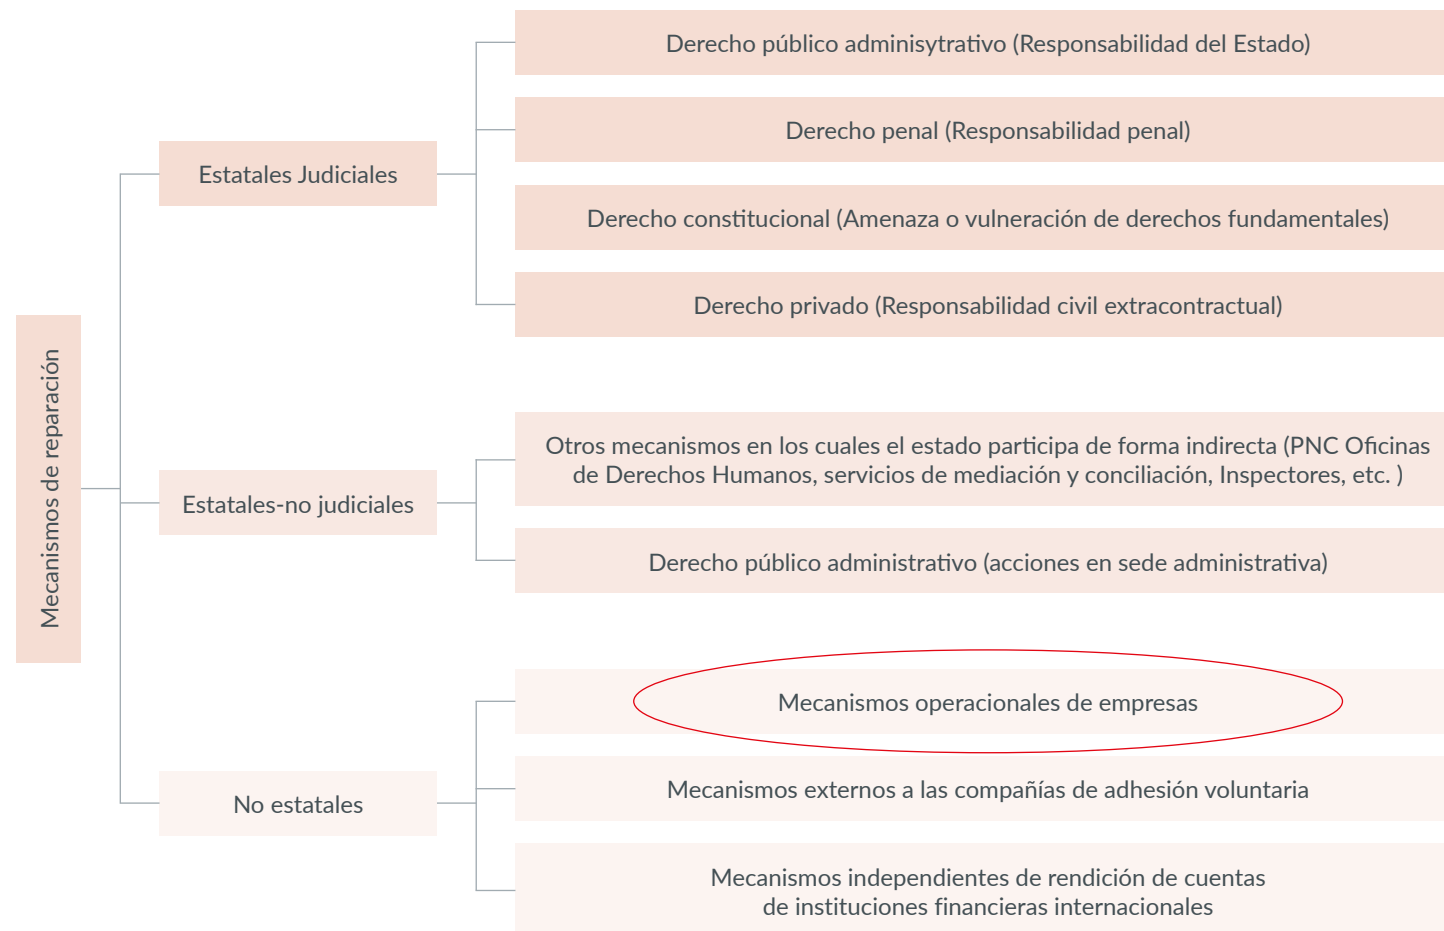 Mecanismos de reparación
Estatales Judiciales
Derecho público adminisytrativo (Responsabilidad del Estado)
Derecho penal (Responsabilidad penal)
Derecho constitucional (Amenaza o vulneración de derechos fundamentales)
Derecho privado (Responsabilidad civil extracontractual)
Estatales-no judiciales
Otros mecanismos en los cuales el estado participa de forma indirecta (PNC Oficinas
de Derechos Humanos, servicios de mediación y conciliación, Inspectores, etc. )
Derecho público administrativo (acciones en sede administrativa)
No estatales
Mecanismos operacionales de empresas
Mecanismos externos a las compañías de adhesión voluntaria
Mecanismos independientes de rendición de cuentas
de instituciones financieras internacionales